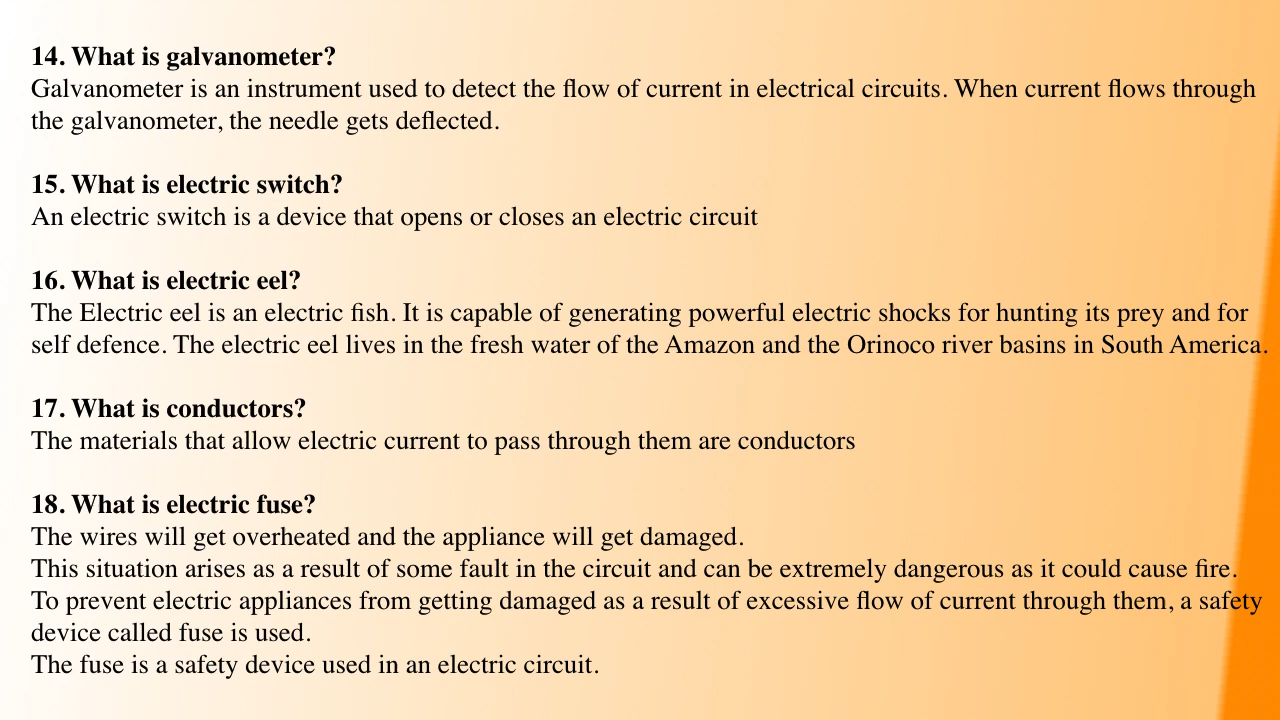 14. What is galvanometer?
Galvanometer is an instrument used to detect the flow of current in electrical circuits. When current flows through
the galvanometer, the needle gets deflected.
15. What is electric switch?
An electric switch is a device that opens or closes an electric circuit
16. What is electric eel?
The Electric eel is an electric fish. It is capable of generating powerful electric shocks for hunting its prey and for
self defence. The electric eel lives in the fresh water of the Amazon and the Orinoco river basins in South America.
17. What is conductors?
The materials that allow electric current to pass through them are conductors
18. What is electric fuse?
The wires will get overheated and the appliance will get damaged.
This situation arises as a result of some fault in the circuit and can be extremely dangerous as it could cause fire.
To prevent electric appliances from getting damaged as a result of excessive flow of current through them, a safety
device called fuse is used.
The fuse is a safety device used in an electric circuit.